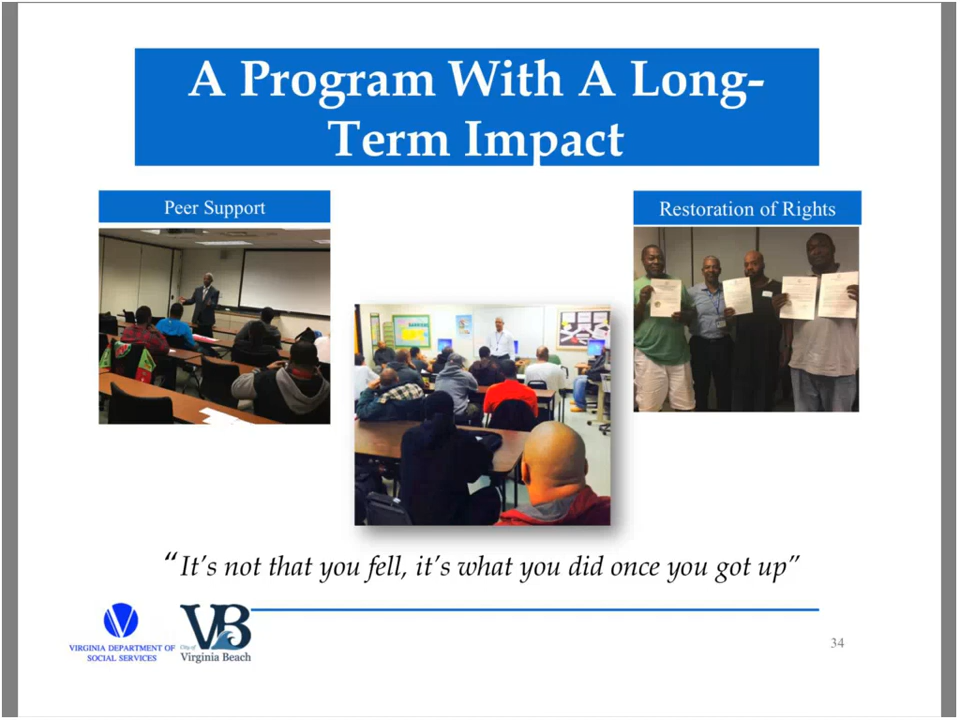 A Program With A Long-
Term Impact
Peer Support
Restoration of Rights
“It’s not that you fell, it’s what you did once you got up”
VIRGINIA DEPARTMENT OF
SOCIAL SERVICES
VB
City of
Virginia Beach
34